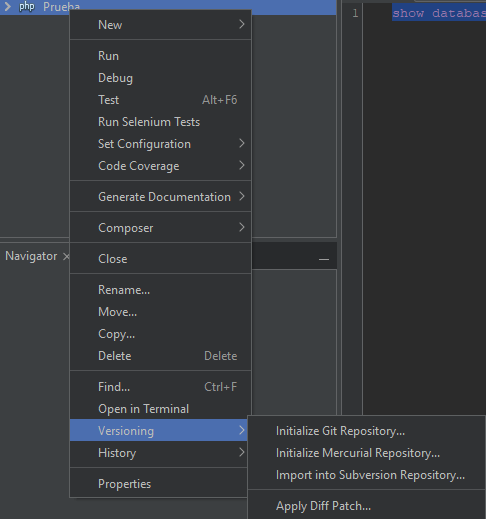 php Prueba
1 show databas
New
Run
Debug
Test Alt+F6
Run Selenium Tests
Set Configuration
Code Coverage
Generate Documentation
Composer
Close
Navigator
Rename...
Move...
Copy...
Delete Delete
Find... Ctrl+F
Open in Terminal
Versioning
History
Properties
Initialize Git Repository...
Initialize Mercurial Repository...
Import into Subversion Repository...
Apply Diff Patch...